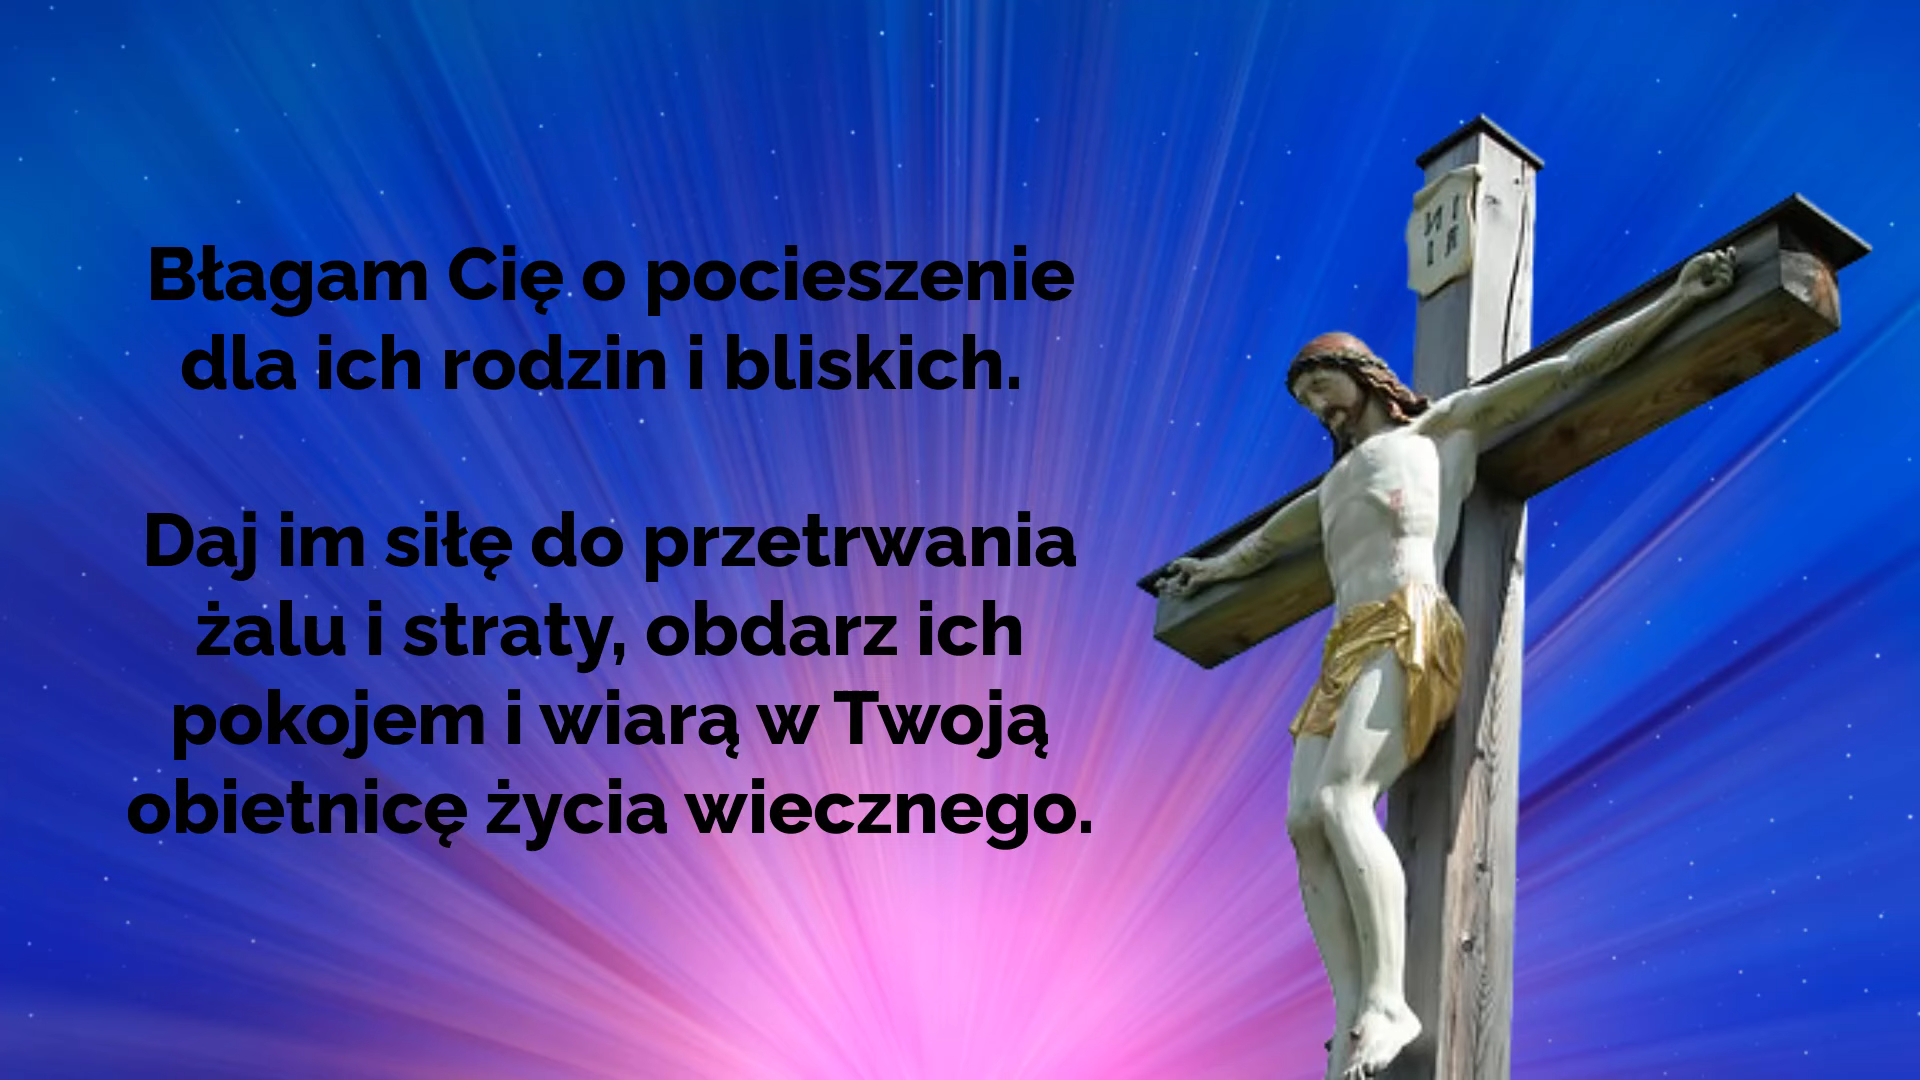 Błagam Cię o pocieszenie
dla ich rodzin i bliskich.
Daj im siłę do przetrwania
żalu i straty, obdarz ich
pokojem i wiarą w Twoją
obietnicę życia wiecznego.